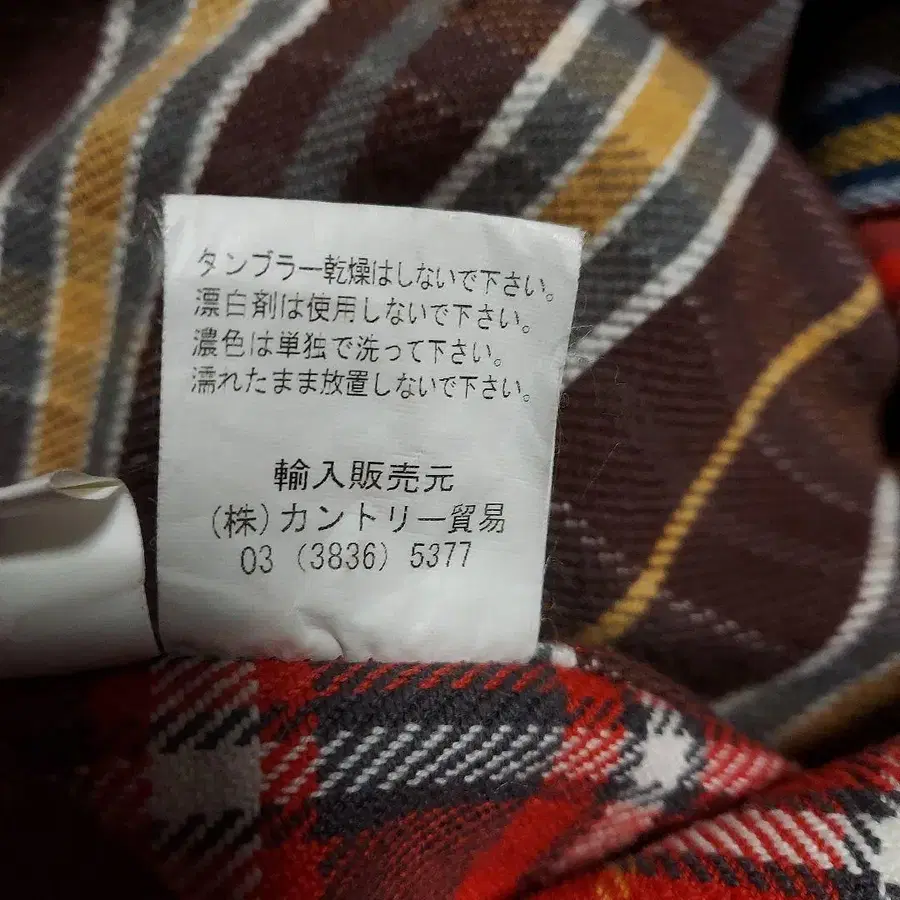 タンブラー乾燥はしないで下さい。
漂白剤は使用しないで下さい。
濃色は単独で洗って下さい。
濡れたまま放置しないで下さい。
輸入販売元
(株)カントリー貿易
03 (3836) 5377